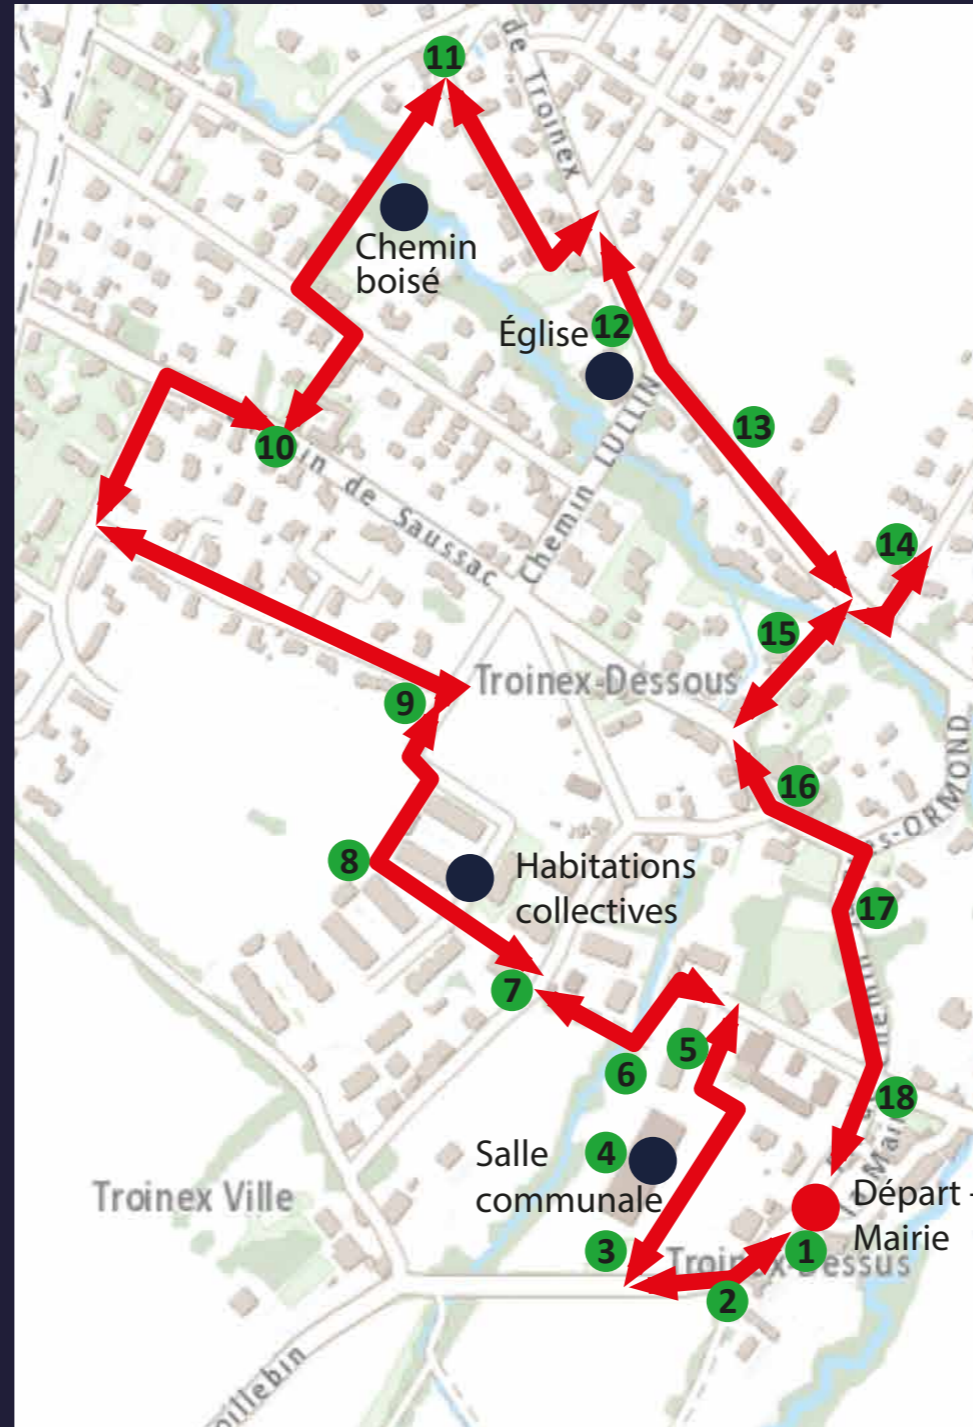 11
de Troinex
Chemin
boisé
Église
12
Chemin LULLIN
13
10
in de Saussac
14
15
Troinex-Dessous
9
16
ORMOND
8
Habitations
collectives
17
7
5
6
18
Salle
communale
4
Troinex Ville
Départ -
Mairie
3
1
Troinex-Dessus
2